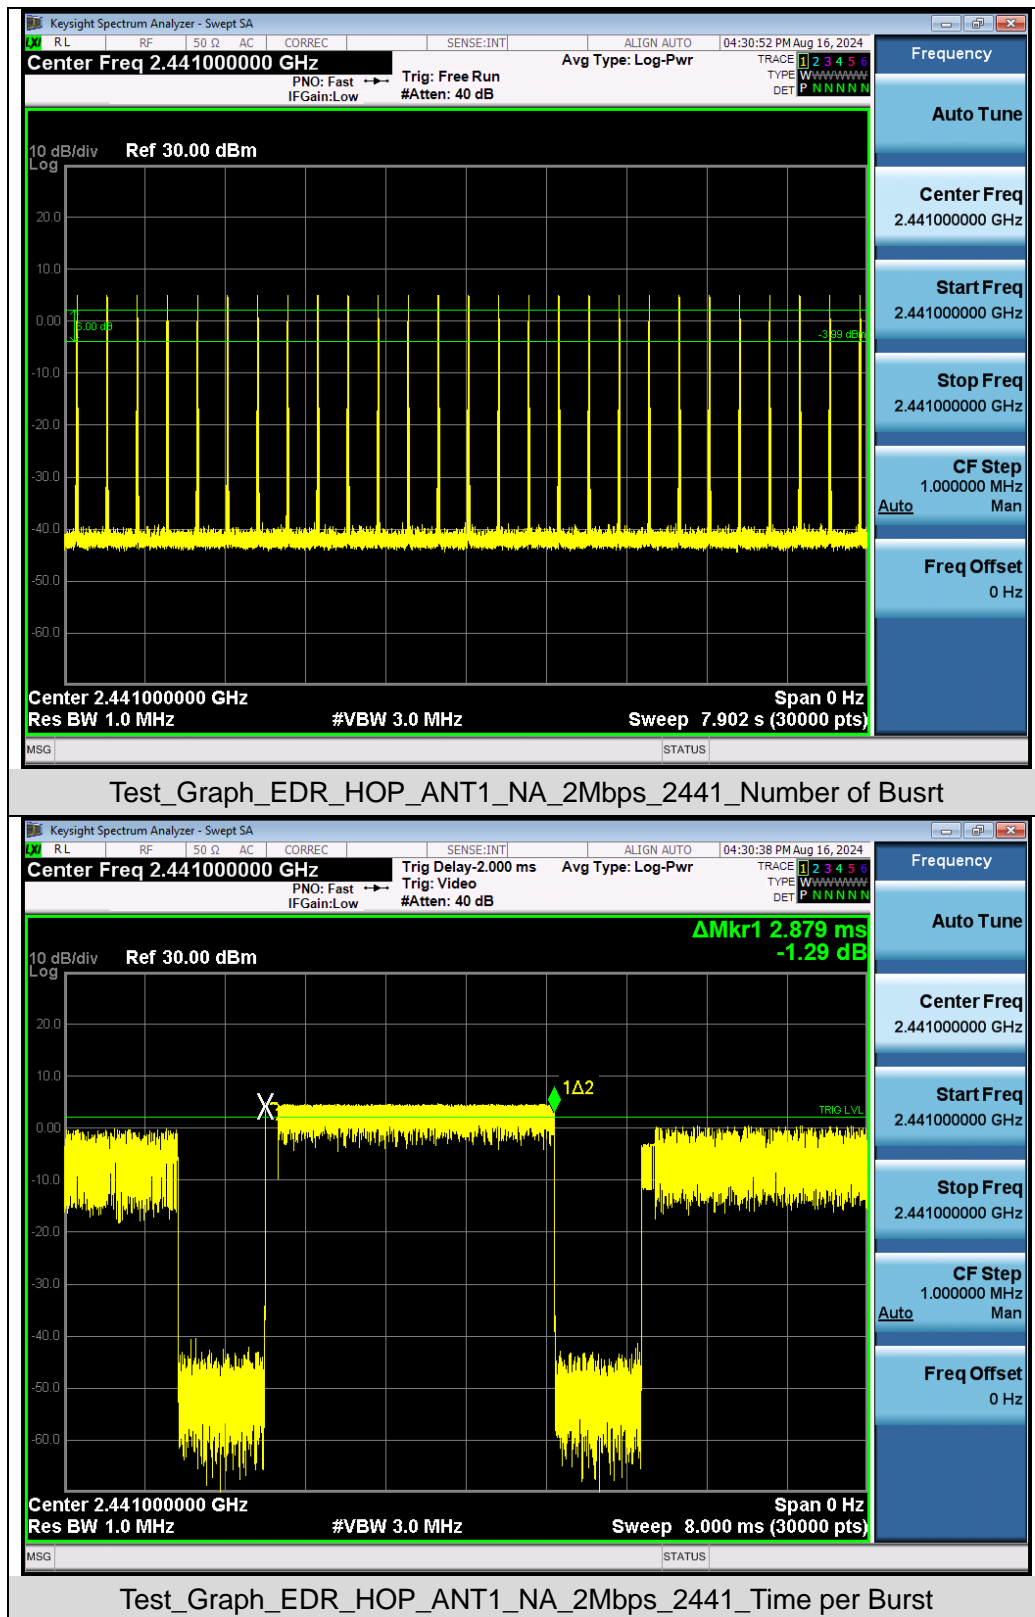 Keysight Spectrum Analyzer - Swept SA
LXI RL RF 50 Ω AC CORREC SENSE:INT ALIGN AUTO 04:30:52 PM Aug 16, 2024
Center Freq 2.441000000 GHz
PNO: Fast
IFGain:Low
Trig: Free Run
#Atten: 40 dB
Avg Type: Log-Pwr
TRACE 1 2 3 4 5 6
TYPE WWWWWW
DET P N N N N N
10 dB/div Ref 30.00 dBm
Log
20.0
10.0
0.00
-10.0
-20.0
-30.0
-40.0
-50.0
-60.0
6.00 dB
-3.99 dBm
Center 2.441000000 GHz Span 0 Hz
Res BW 1.0 MHz #VBW 3.0 MHz Sweep 7.902 s (30000 pts)
MSG STATUS
Frequency
Auto Tune
Center Freq
2.441000000 GHz
Start Freq
2.441000000 GHz
Stop Freq
2.441000000 GHz
CF Step
1.000000 MHz
Auto Man
Freq Offset
0 Hz
Test_Graph_EDR_HOP_ANT1_NA_2Mbps_2441_Number of Busrt
Keysight Spectrum Analyzer - Swept SA
LXI RL RF 50 Ω AC CORREC SENSE:INT ALIGN AUTO 04:30:38 PM Aug 16, 2024
Center Freq 2.441000000 GHz
PNO: Fast
IFGain:Low
Trig Delay-2.000 ms
Trig: Video
#Atten: 40 dB
Avg Type: Log-Pwr
TRACE 1 2 3 4 5 6
TYPE WWWWWW
DET P N N N N N
ΔMkr1 2.879 ms
-1.29 dB
10 dB/div Ref 30.00 dBm
Log
20.0
10.0
0.00
-10.0
-20.0
-30.0
-40.0
-50.0
-60.0
1Δ2
TRIG LVL
Center 2.441000000 GHz Span 0 Hz
Res BW 1.0 MHz #VBW 3.0 MHz Sweep 8.000 ms (30000 pts)
MSG STATUS
Frequency
Auto Tune
Center Freq
2.441000000 GHz
Start Freq
2.441000000 GHz
Stop Freq
2.441000000 GHz
CF Step
1.000000 MHz
Auto Man
Freq Offset
0 Hz
Test_Graph_EDR_HOP_ANT1_NA_2Mbps_2441_Time per Burst